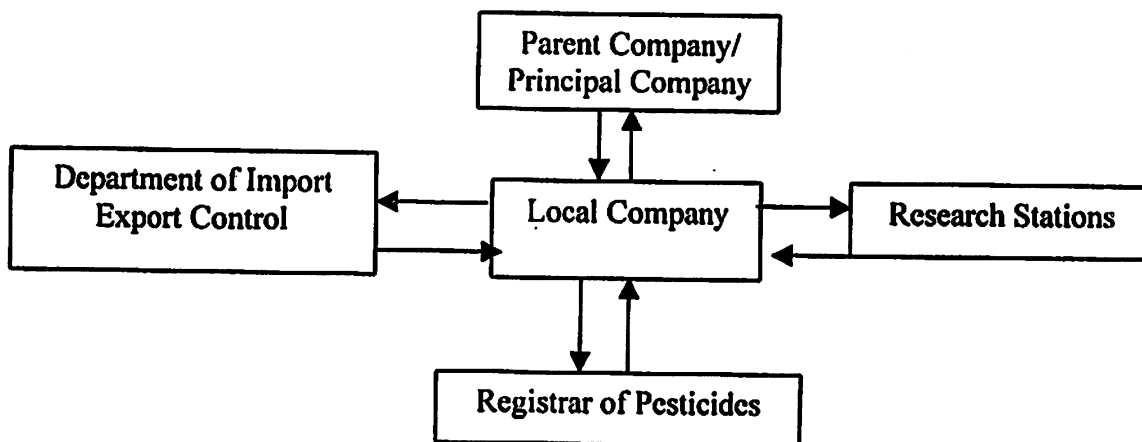 Parent Company/
Principal Company
Department of Import
Export Control
Local Company
Research Stations
Registrar of Pesticides